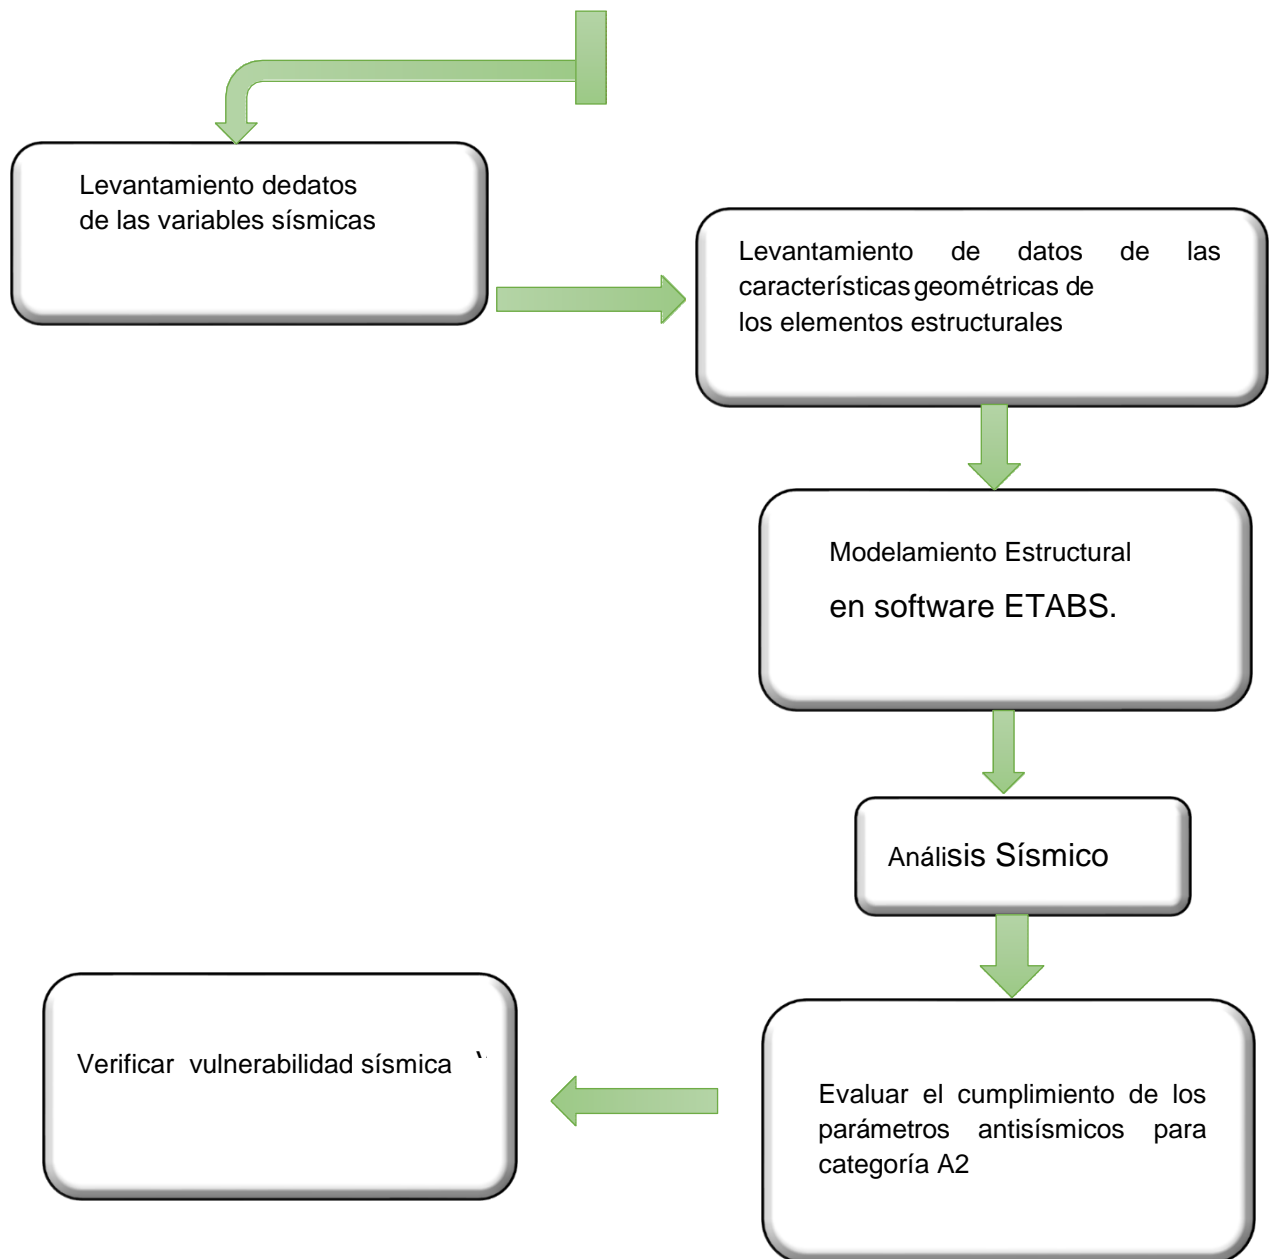 Levantamiento dedatos
de las variables sísmicas
Levantamiento de datos de las
características geométricas de
los elementos estructurales
Modelamiento Estructural
en software ETABS.
Análisis Sísmico
Evaluar el cumplimiento de los
parámetros antisísmicos para
categoría A2
Verificar vulnerabilidad sísmica